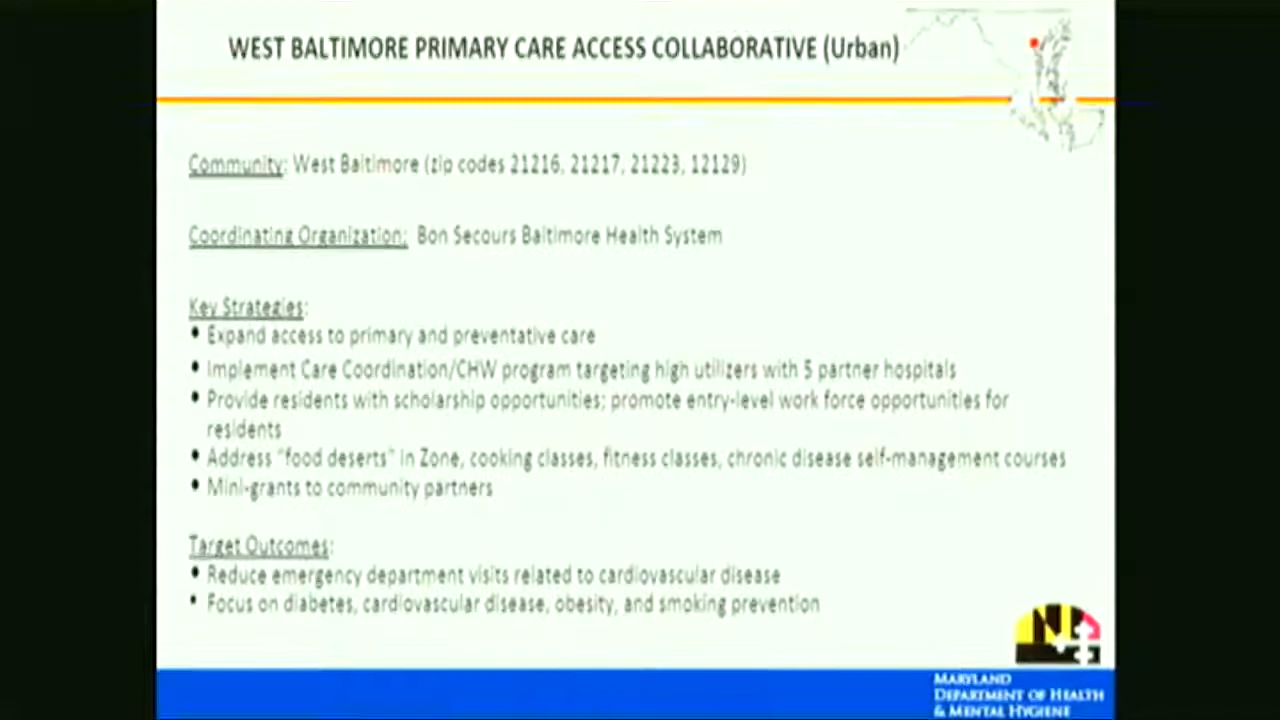 WEST BALTIMORE PRIMARY CARE ACCESS COLLABORATIVE (Urban)
Community: West Baltimore (zip codes 21216, 21217, 21223, 12129)
Coordinating Organization: Bon Secours Baltimore Health System
Key Strategies:
• Expand access to primary and preventative care
• Implement Care Coordination/CHW program targeting high utilizers with 5 partner hospitals
• Provide residents with scholarship opportunities; promote entry-level work force opportunities for
residents
• Address "food deserts" in Zone, cooking classes, fitness classes, chronic disease self-management courses
• Mini-grants to community partners
Target Outcomes:
• Reduce emergency department visits related to cardiovascular disease
• Focus on diabetes, cardiovascular disease, obesity, and smoking prevention
MARYLAND
DEPARTMENT OF HEALTH
& MENTAL HYGIENE